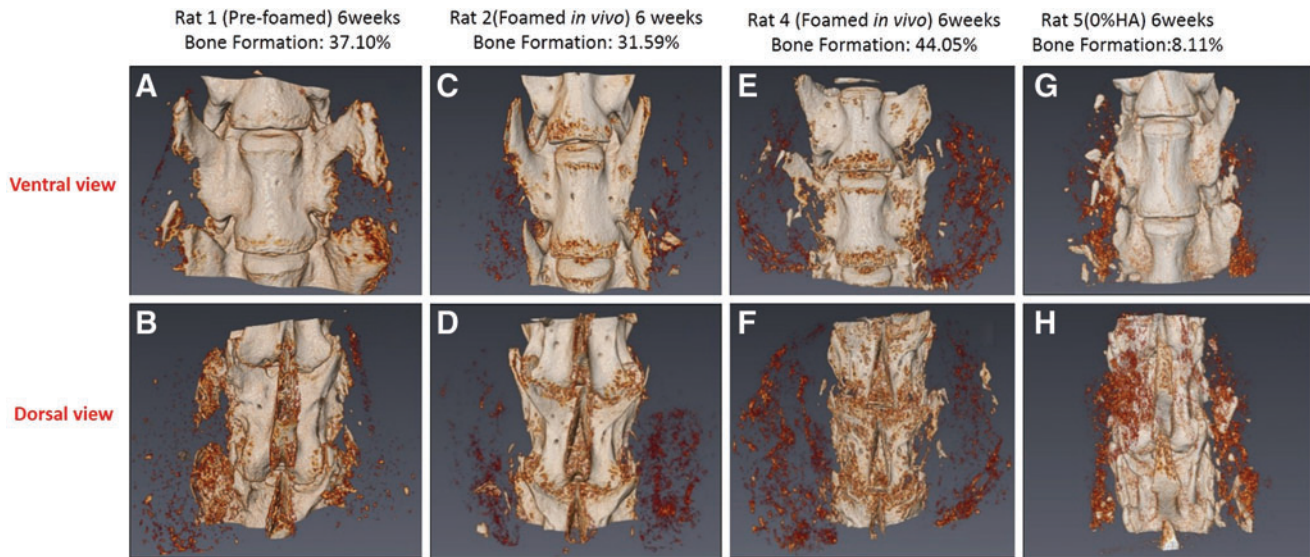 Rat 1 (Pre-foamed) 6weeks
Bone Formation: 37.10%
Rat 2(Foamed in vivo) 6 weeks
Bone Formation: 31.59%
Rat 4 (Foamed in vivo) 6weeks
Bone Formation: 44.05%
Rat 5(0%HA) 6weeks
Bone Formation:8.11%
Ventral view
A
C
E
G
Dorsal view
B
D
F
H